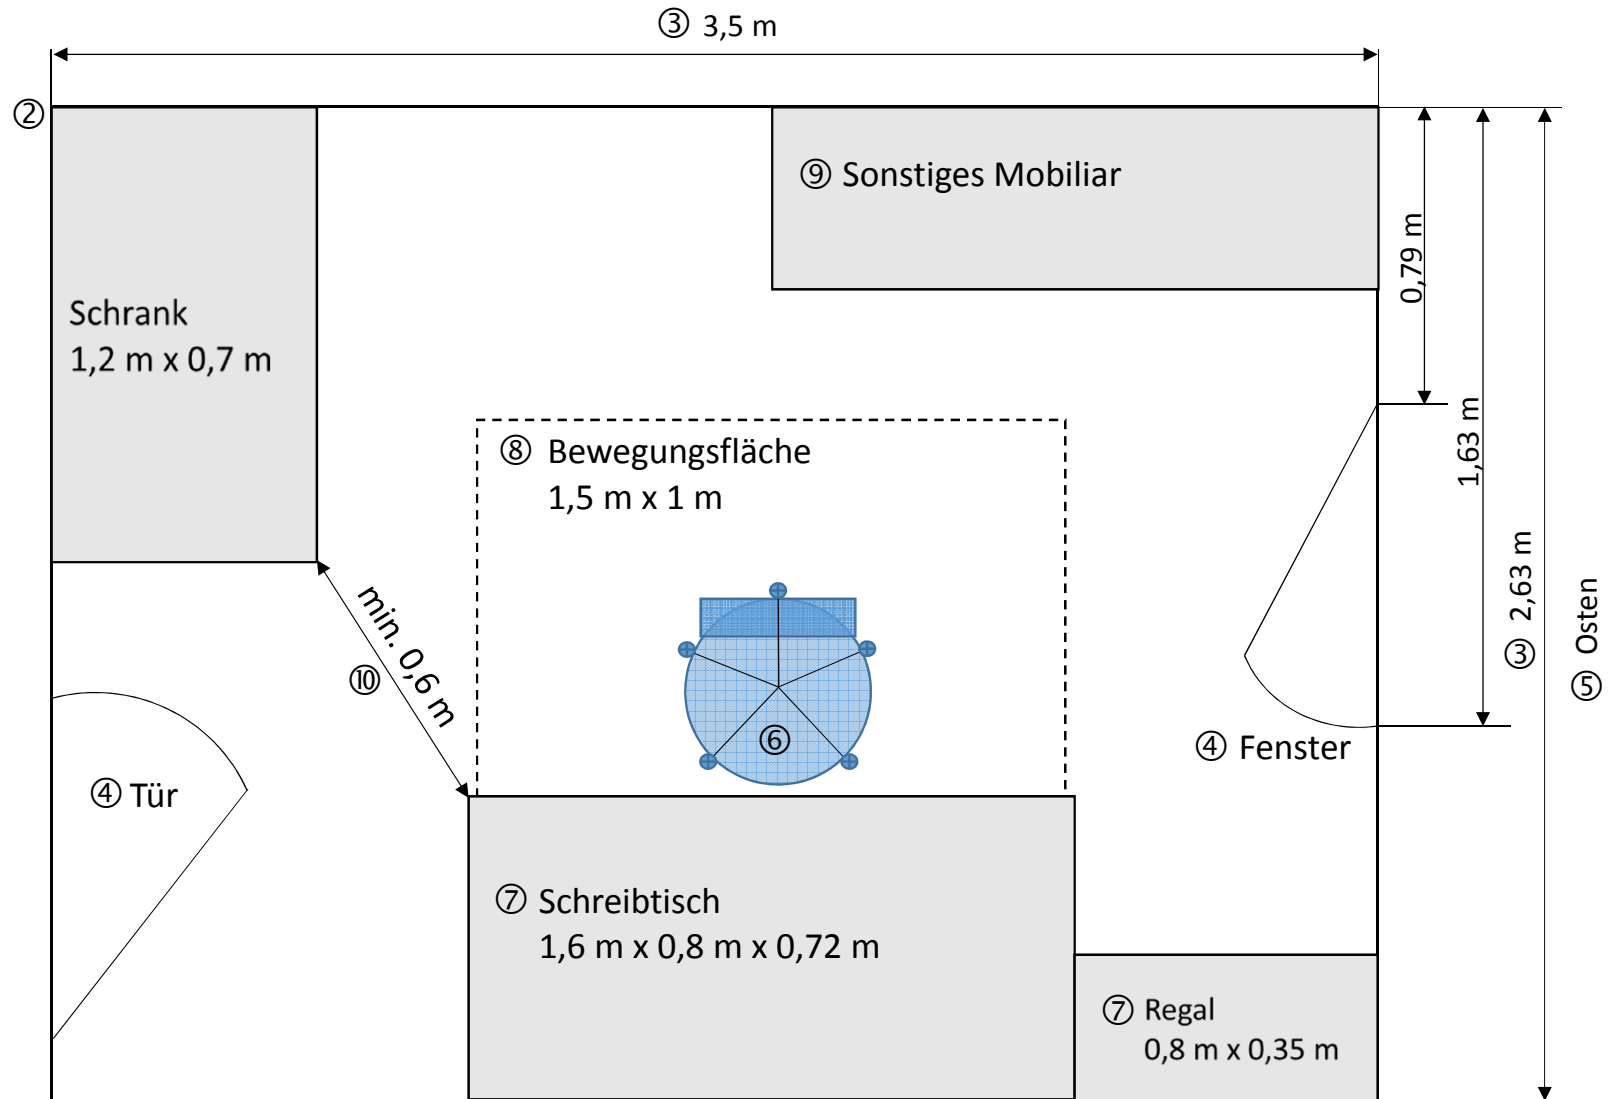 ③ 3,5 m
②
⑨ Sonstiges Mobiliar
0,79 m
Schrank
1,2 m x 0,7 m
1,63 m
⑧ Bewegungsfläche
1,5 m x 1 m
③ 2,63 m
⑤ Osten
min. 0,6 m
⑩
⑥
④ Fenster
④ Tür
⑦ Schreibtisch
1,6 m x 0,8 m x 0,72 m
⑦ Regal
0,8 m x 0,35 m